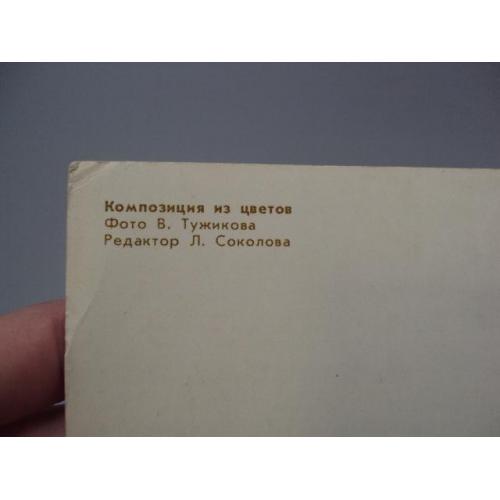 Композиция из цветов
Фото В. Тужикова
Редактор Л. Соколова